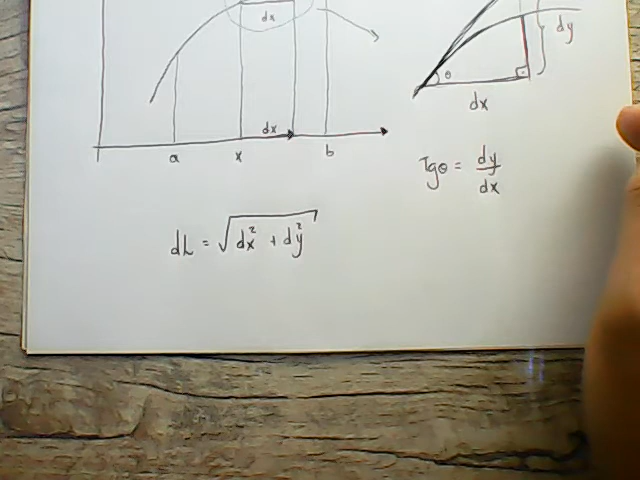 dx
dy
θ
dx
dx
a x b
Tgθ = dy/dx
dL = √dx² + dy²